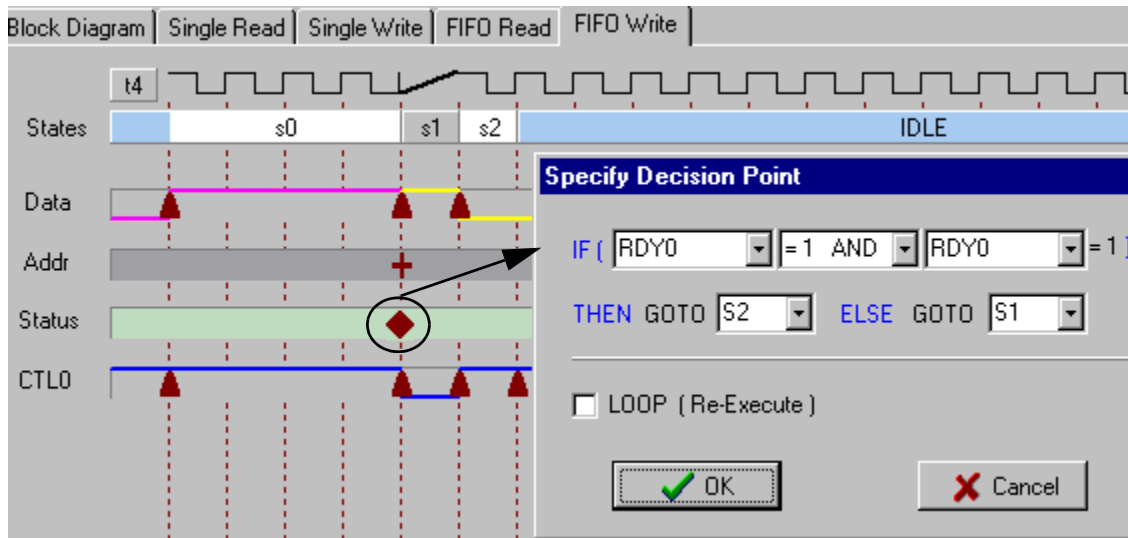 Block Diagram Single Read Single Write FIFO Read FIFO Write
t4
States s0 s1 s2 IDLE
Specify Decision Point
Data
IF ( RDY0 = 1 AND RDY0 = 1 )
Addr
THEN GOTO S2 ELSE GOTO S1
Status
CTL0
LOOP ( Re-Execute )
OK Cancel